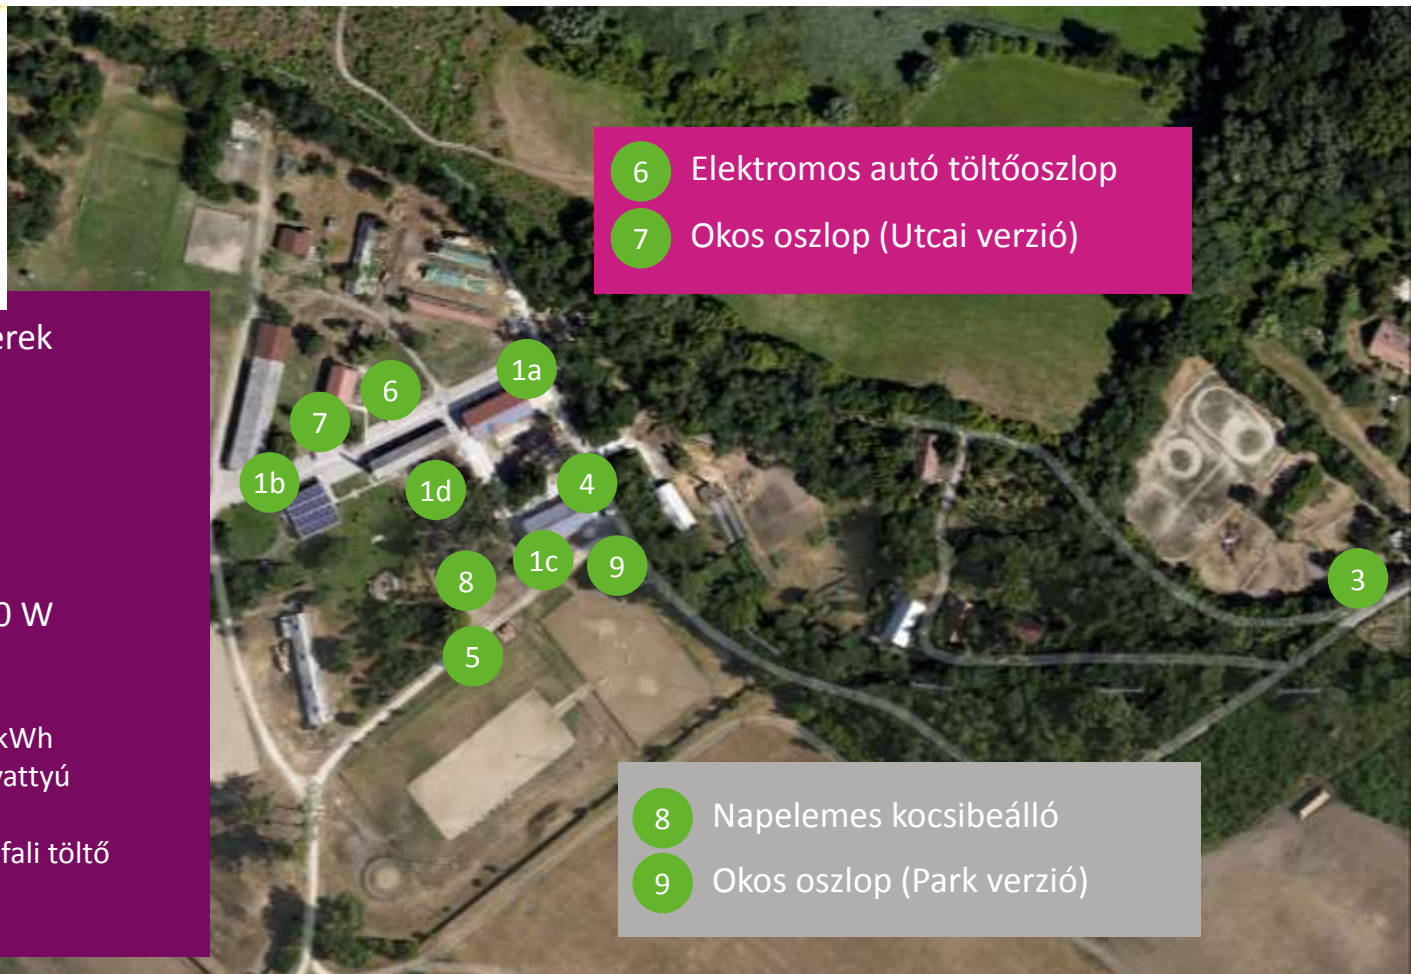 6 Elektromos autó töltőoszlop
7 Okos oszlop (Utcai verzió)
erek
0 W
kWh
vattyú
fali töltő
1a
6
7
1b
1d
4
1c
9
8
5
3
8 Napelemes kocsibeálló
9 Okos oszlop (Park verzió)